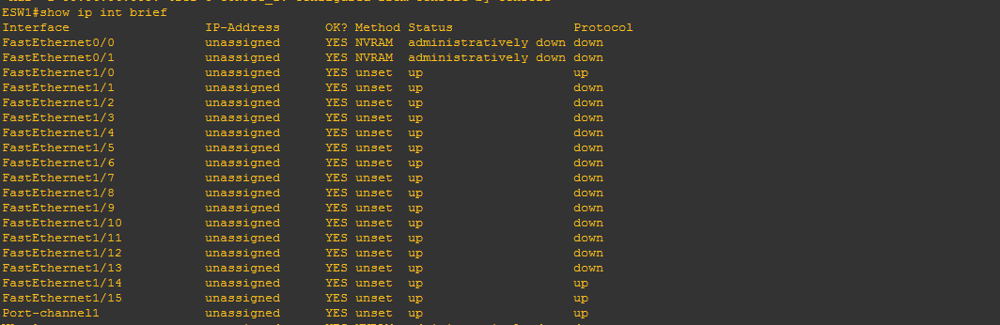 ESW1#show ip int brief
Interface IP-Address OK? Method Status Protocol
FastEthernet0/0 unassigned YES NVRAM administratively down down
FastEthernet0/1 unassigned YES NVRAM administratively down down
FastEthernet1/0 unassigned YES unset up up
FastEthernet1/1 unassigned YES unset up down
FastEthernet1/2 unassigned YES unset up down
FastEthernet1/3 unassigned YES unset up down
FastEthernet1/4 unassigned YES unset up down
FastEthernet1/5 unassigned YES unset up down
FastEthernet1/6 unassigned YES unset up down
FastEthernet1/7 unassigned YES unset up down
FastEthernet1/8 unassigned YES unset up down
FastEthernet1/9 unassigned YES unset up down
FastEthernet1/10 unassigned YES unset up down
FastEthernet1/11 unassigned YES unset up down
FastEthernet1/12 unassigned YES unset up down
FastEthernet1/13 unassigned YES unset up down
FastEthernet1/14 unassigned YES unset up up
FastEthernet1/15 unassigned YES unset up up
Port-channel1 unassigned YES unset up up